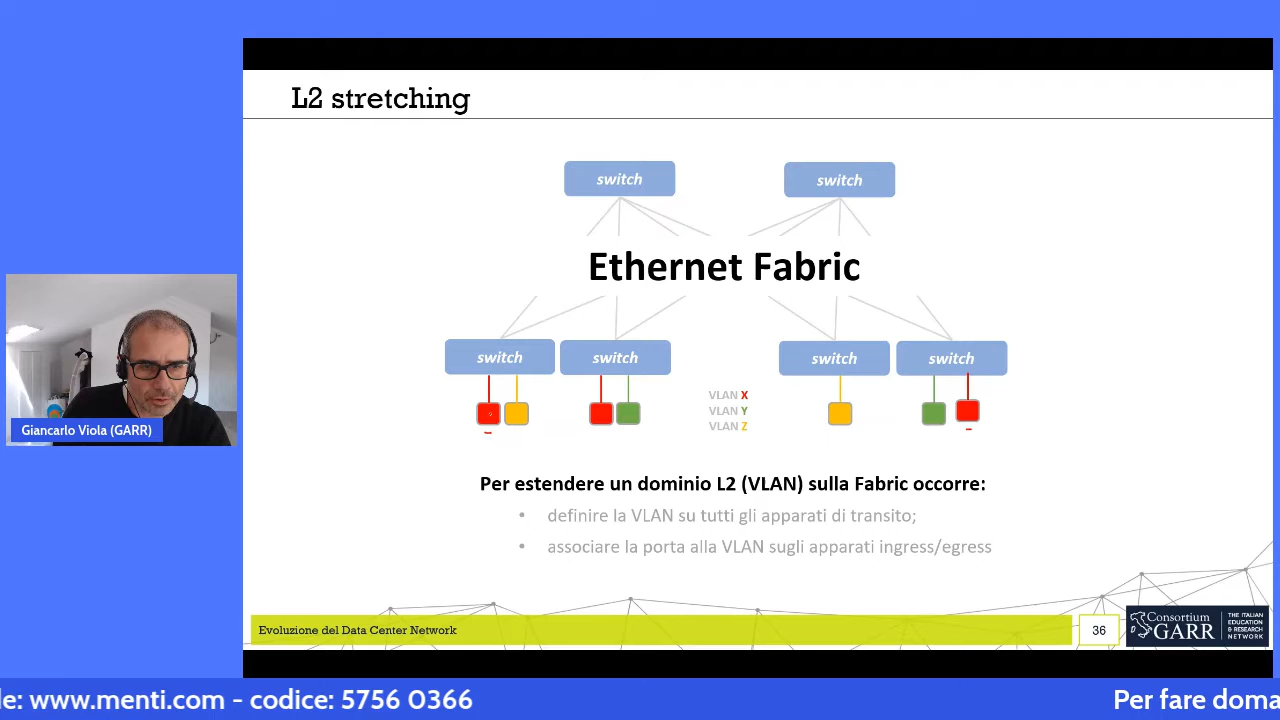 L2 stretching
switch
switch
Ethernet Fabric
switch
switch
switch
switch
VLAN X
VLAN Y
VLAN Z
Giancarlo Viola (GARR)
Per estendere un dominio L2 (VLAN) sulla Fabric occorre:
• definire la VLAN su tutti gli apparati di transito;
• associare la porta alla VLAN sugli apparati ingress/egress
Evoluzione del Data Center Network
36
Consortium
GARR
THE ITALIAN
EDUCATION
& RESEARCH
NETWORK
le: www.menti.com - codice: 5756 0366
Per fare doma